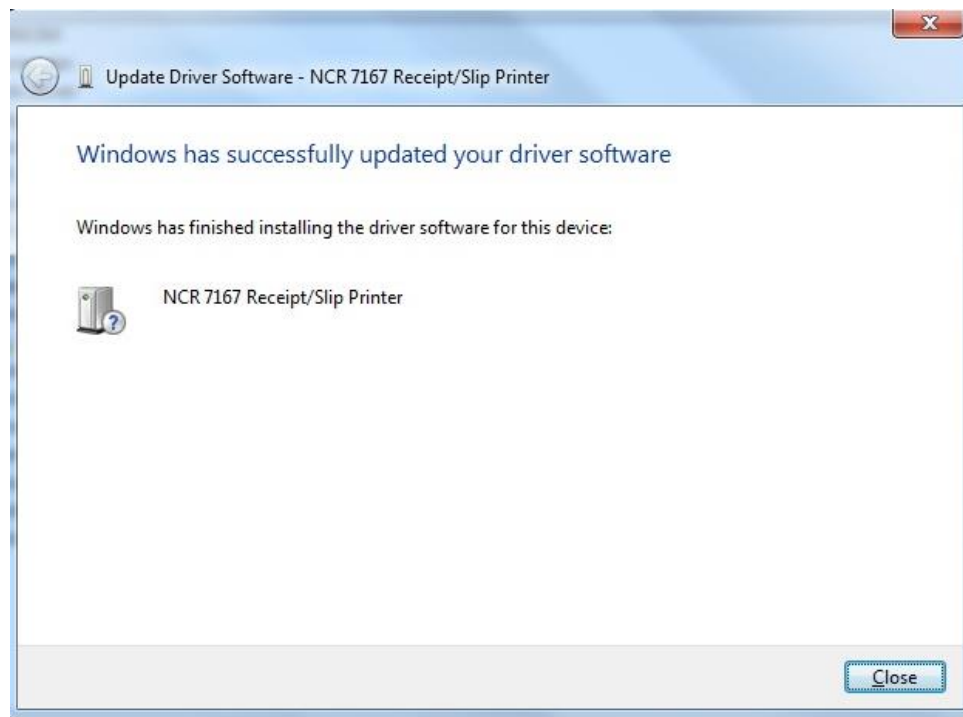 Update Driver Software - NCR 7167 Receipt/Slip Printer
Windows has successfully updated your driver software
Windows has finished installing the driver software for this device:
NCR 7167 Receipt/Slip Printer
Close